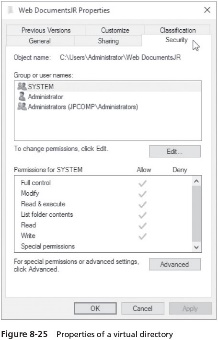 Web DocumentsJR Properties
Previous Versions Customize Classification
General Sharing Security
Object name: C:\Users\Administrator\Web DocumentsJR
Group or user names:
SYSTEM
Administrator
Administrators (JPCOMP\Administrators)
To change permissions, click Edit.
Edit...
Permissions for SYSTEM Allow Deny
Full control
Modify
Read & execute
List folder contents
Read
Write
Special permissions
For special permissions or advanced settings, click Advanced.
Advanced
OK Cancel Apply
Figure 8-25 Properties of a virtual directory